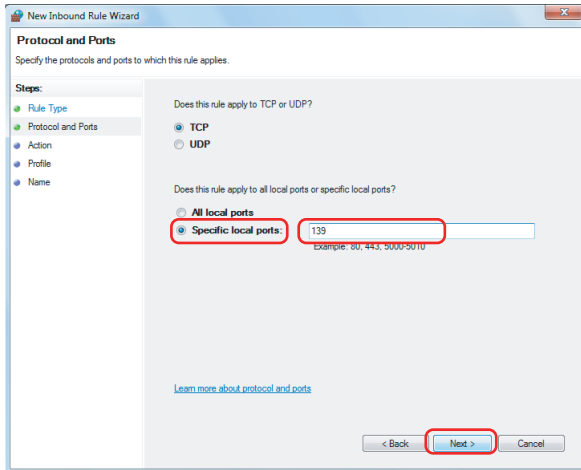 New Inbound Rule Wizard
Protocol and Ports
Specify the protocols and ports to which this rule applies.
Steps:
Rule Type
Protocol and Ports
Action
Profile
Name
Does this rule apply to TCP or UDP?
TCP
UDP
Does this rule apply to all local ports or specific local ports?
All local ports
Specific local ports: 139
Example: 80, 443, 5000-5010
Learn more about protocol and ports
< Back Next > Cancel